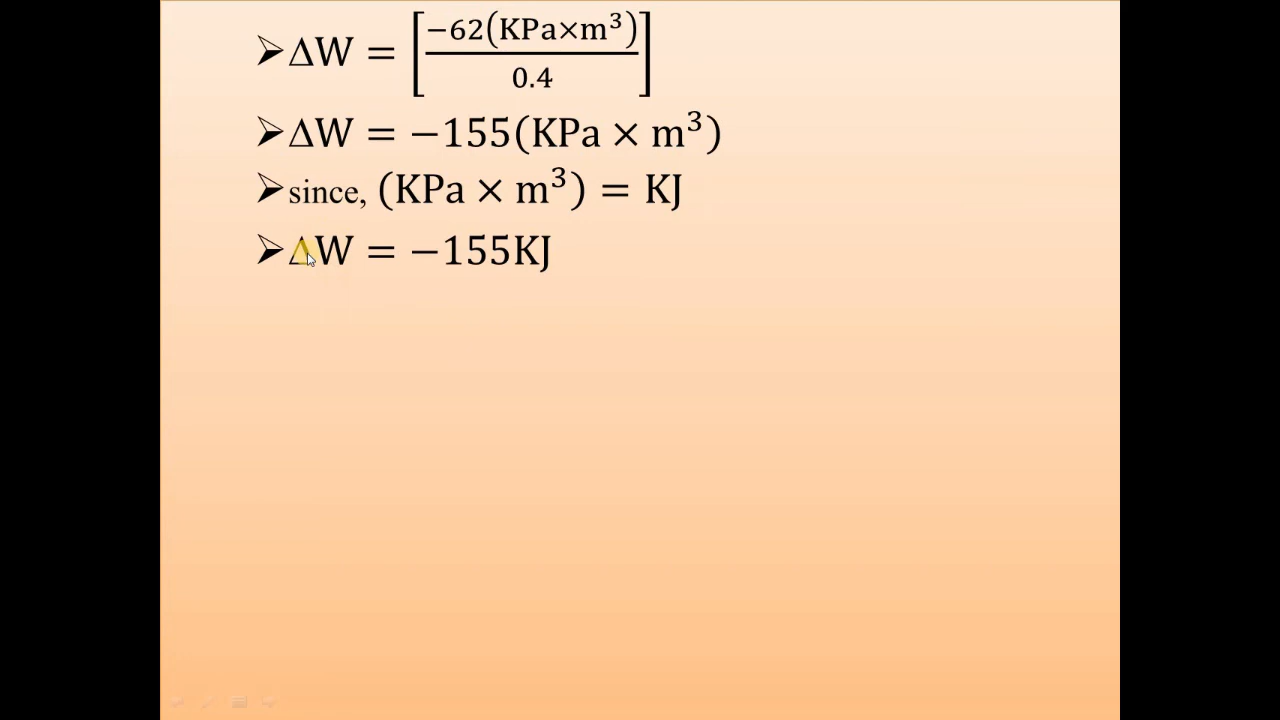 ➢ΔW = [−62(KPa×m³)/0.4]
➢ΔW = −155(KPa × m³)
➢since, (KPa × m³) = KJ
➢ΔW = −155KJ